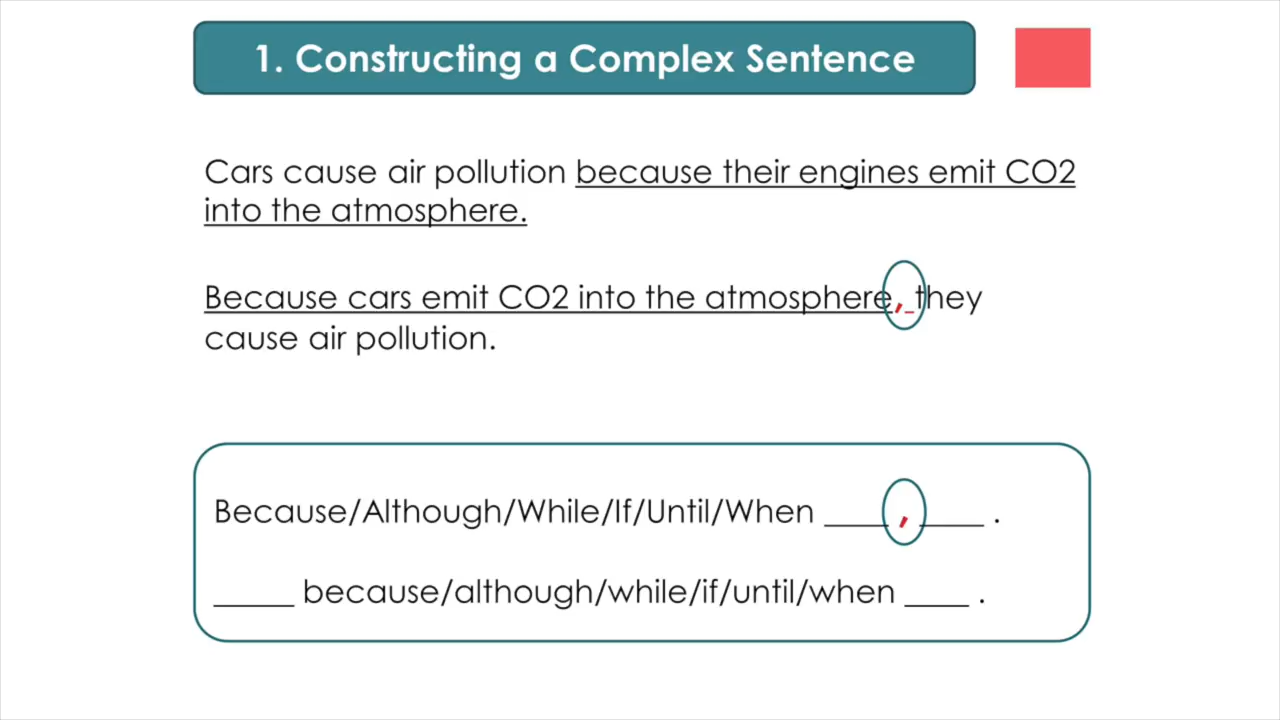 1. Constructing a Complex Sentence
Cars cause air pollution because their engines emit CO2
into the atmosphere.
Because cars emit CO2 into the atmosphere, they
cause air pollution.
Because/Although/While/If/Until/When ____ , ____ .
_____ because/although/while/if/until/when ____ .